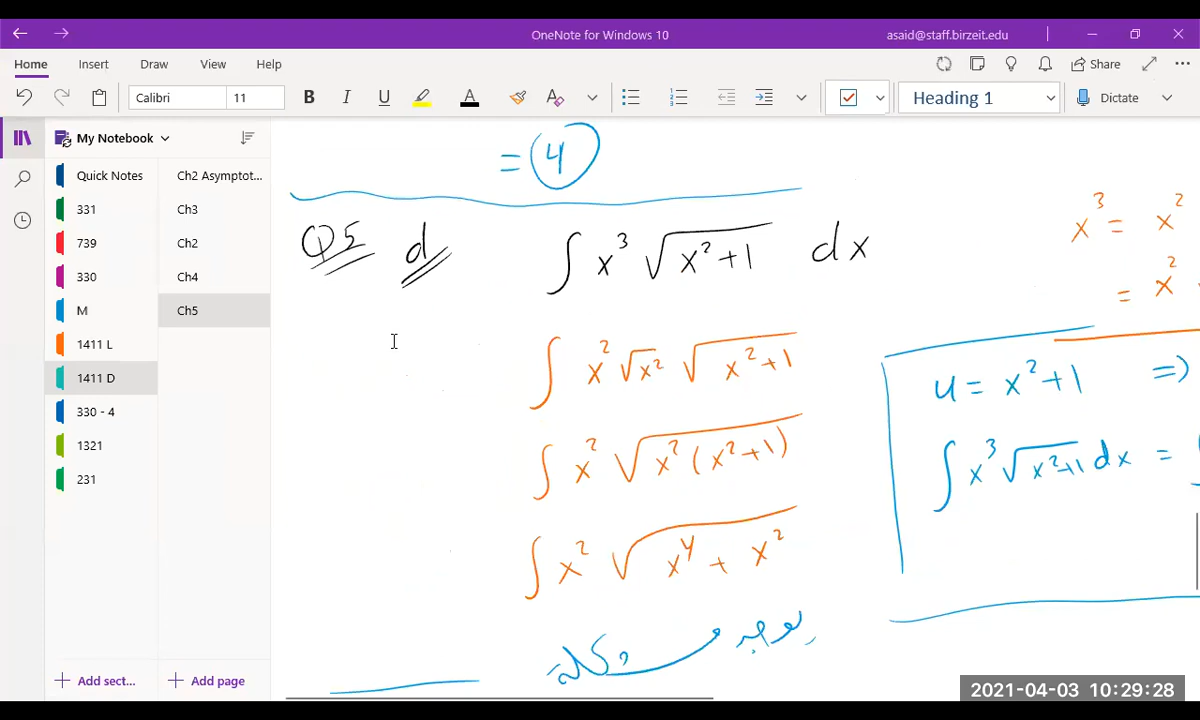 OneNote for Windows 10
asaid@staff.birzeit.edu
Home Insert Draw View Help
Share
Calibri 11 B I U A Heading 1 Dictate
My Notebook
Quick Notes
331
739
330
M
1411 L
1411 D
330 - 4
1321
231
Add sect...
Ch2 Asymptot...
Ch3
Ch2
Ch4
Ch5
Add page
= 4
Q5 d ∫ x³ √(x²+1) dx
∫ x² √x² √(x²+1)
∫ x² √(x²(x²+1))
∫ x² √(x⁴ + x²)
x³ = x²
= x²
u = x²+1 =>
∫ x³ √(x²+1) dx =
2021-04-03 10:29:28